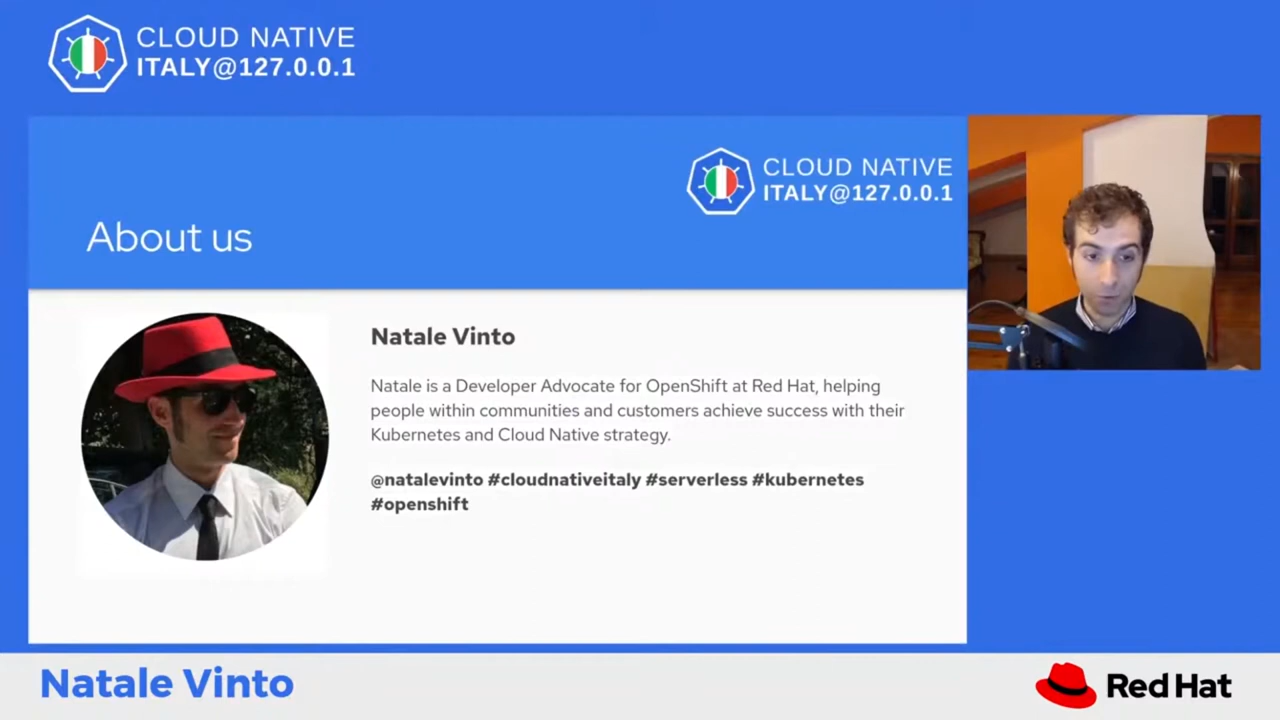 CLOUD NATIVE
ITALY@127.0.0.1
CLOUD NATIVE
ITALY@127.0.0.1
About us
Natale Vinto
Natale is a Developer Advocate for OpenShift at Red Hat, helping
people within communities and customers achieve success with their
Kubernetes and Cloud Native strategy.
@natalevinto #cloudnativeitaly #serverless #kubernetes
#openshift
Natale Vinto
Red Hat